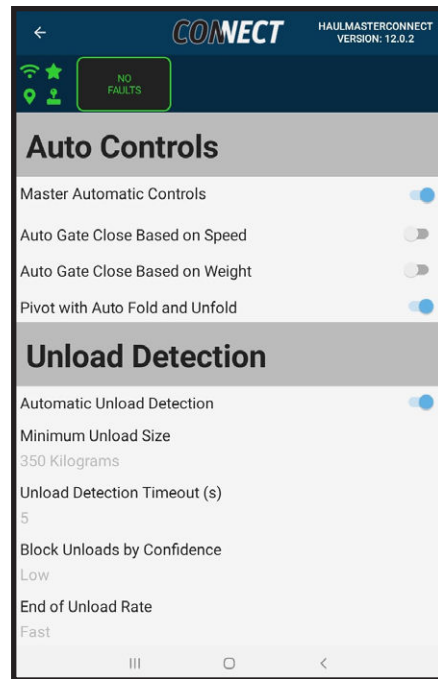 CONNECT
HAULMASTERCONNECT
VERSION: 12.0.2
NO
FAULTS
Auto Controls
Master Automatic Controls
Auto Gate Close Based on Speed
Auto Gate Close Based on Weight
Pivot with Auto Fold and Unfold
Unload Detection
Automatic Unload Detection
Minimum Unload Size
350 Kilograms
Unload Detection Timeout (s)
5
Block Unloads by Confidence
Low
End of Unload Rate
Fast